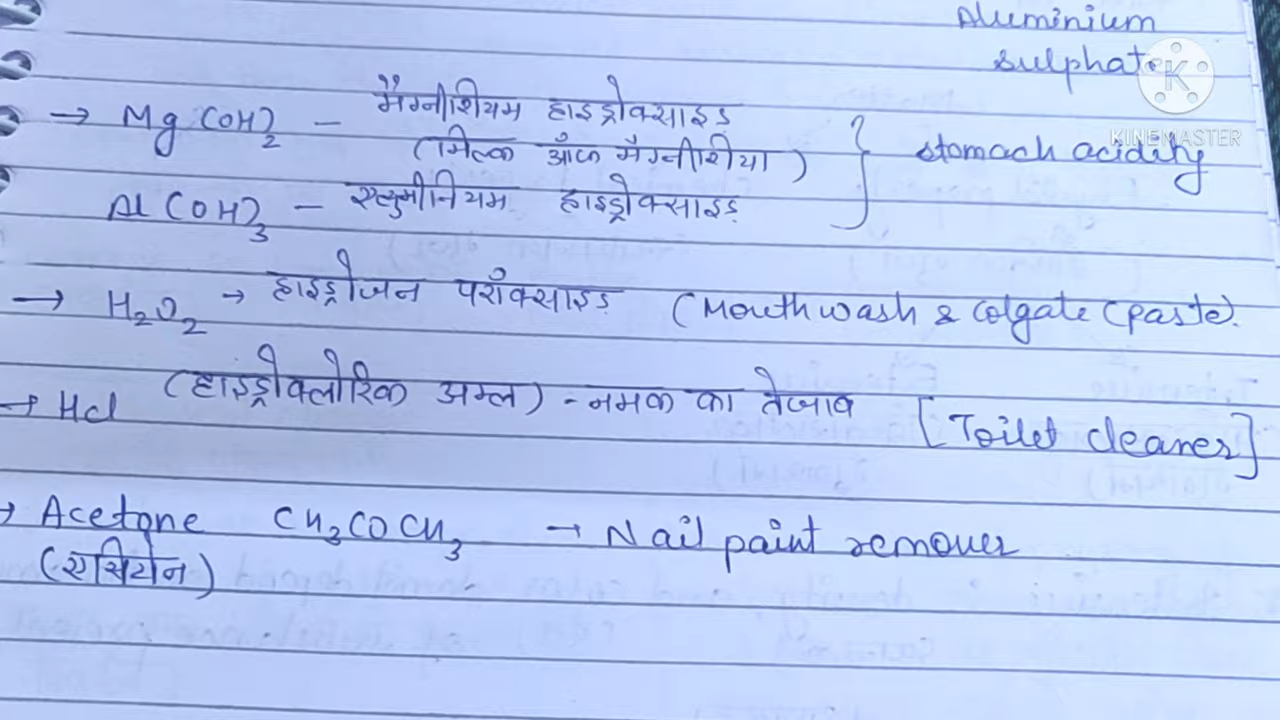 Aluminium
sulphate
→ Mg(OH)2 – मैग्नीशियम हाइड्रोक्साइड
(मिल्क ऑफ मैग्नीशिया) } stomach acidity
Al(OH)3 – एलुमीनियम हाइड्रोक्साइड
→ H2O2 → हाइड्रोजन परॉक्साइड (Mouthwash & Colgate (paste).
→ Hcl (हाइड्रोक्लोरिक अम्ल) - नमक का तेजाब [Toilet cleaner]
→ Acetone CH3COCH3 → Nail paint remover
(एसिटोन)
KINEMASTER